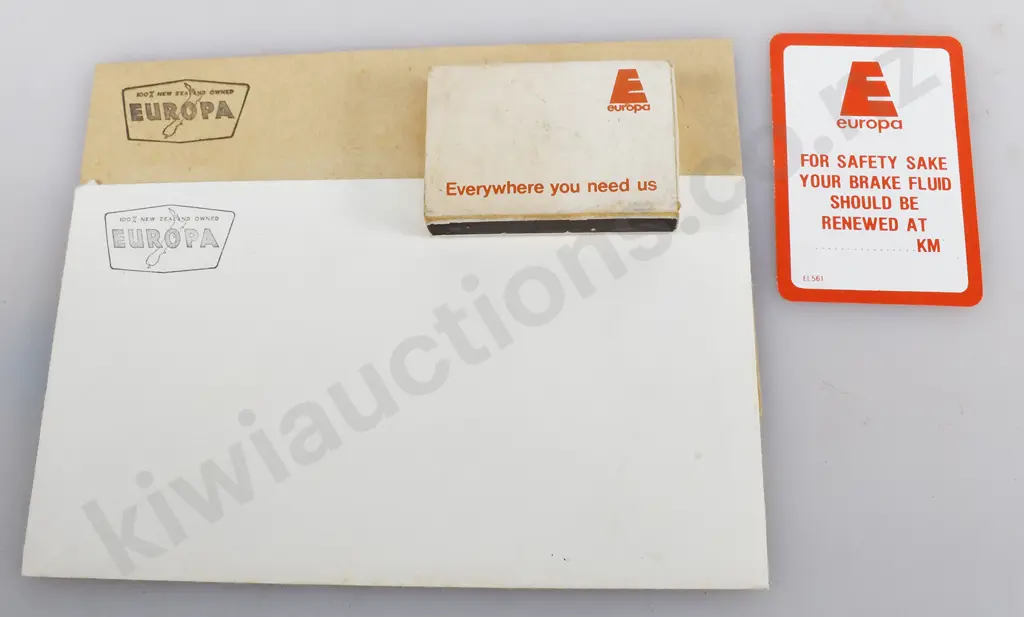 100% NEW ZEALAND OWNED
EUROPA
100% NEW ZEALAND OWNED
EUROPA
europa
Everywhere you need us
europa
FOR SAFETY SAKE
YOUR BRAKE FLUID
SHOULD BE
RENEWED AT
....................KM
EL561
kiwiauctions.co.nz